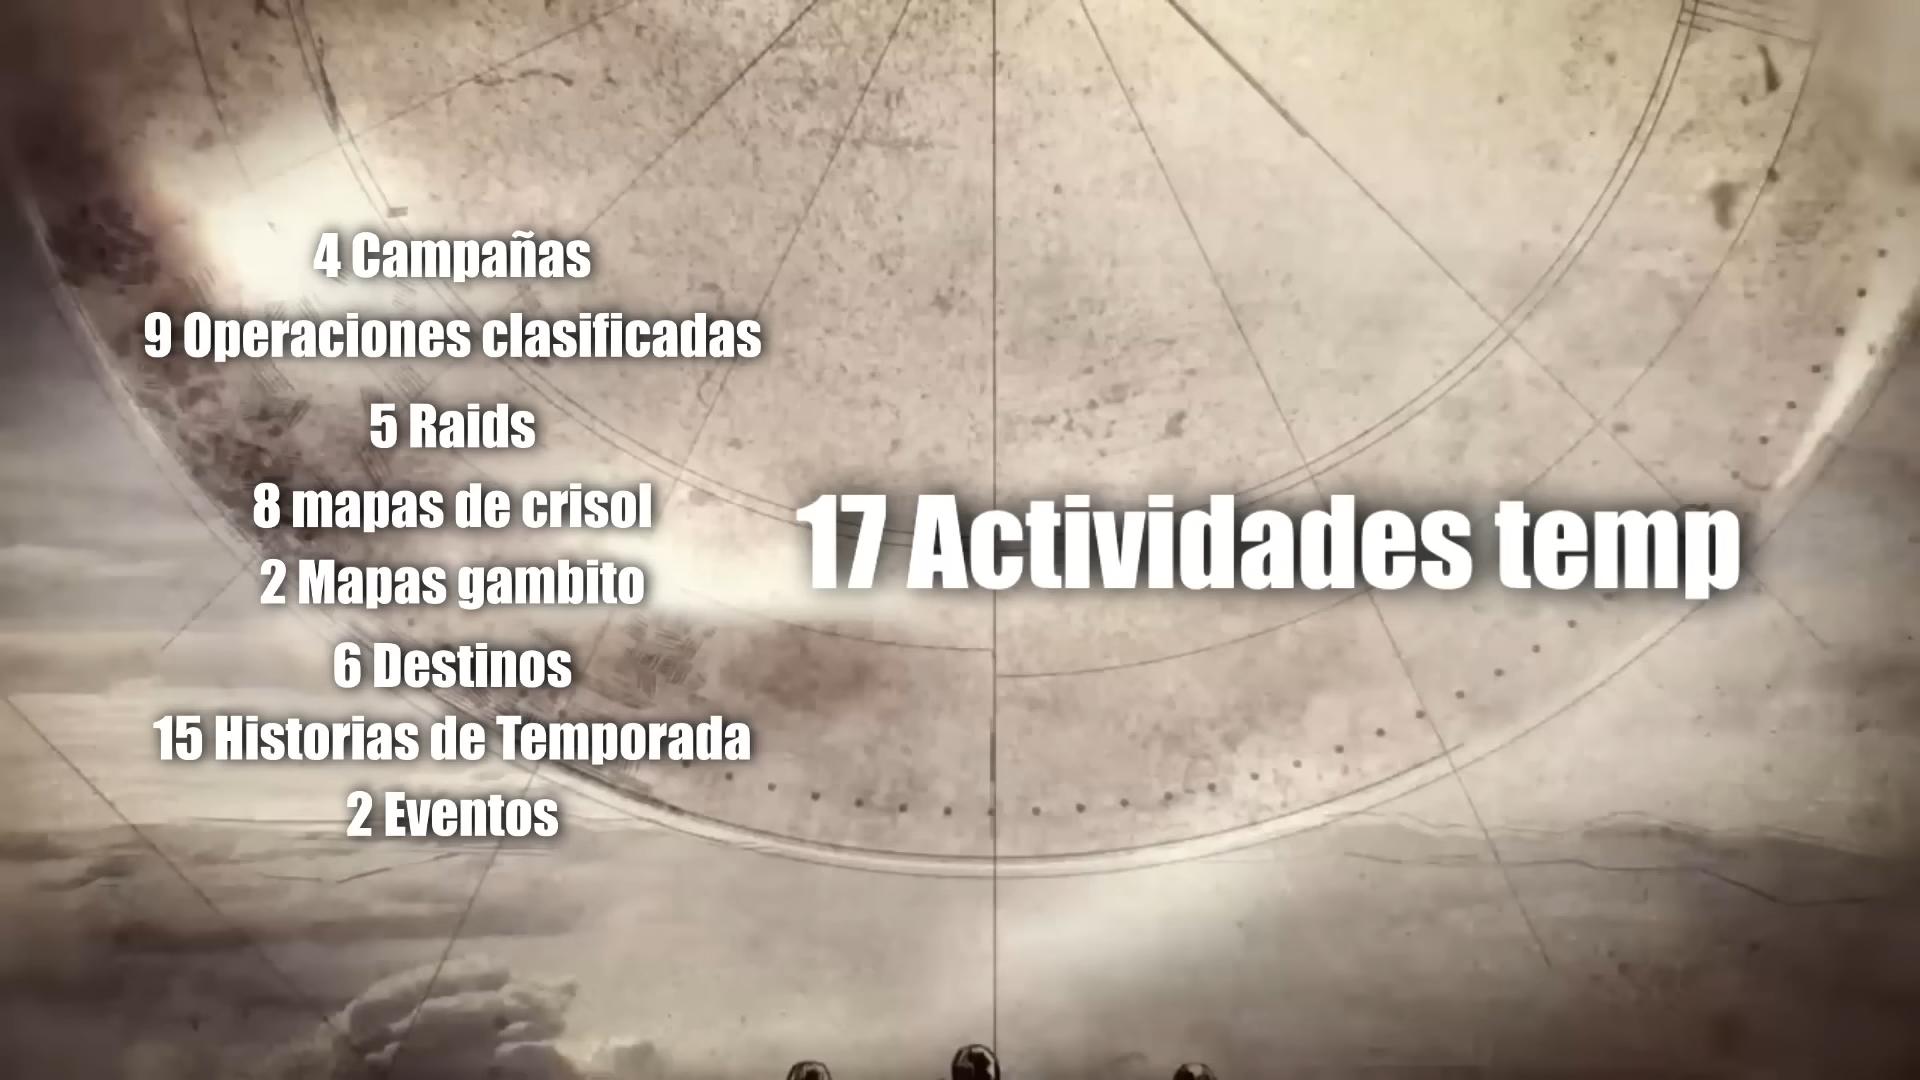 4 Campañas
9 Operaciones clasificadas
5 Raids
8 mapas de crisol
2 Mapas gambito
6 Destinos
15 Historias de Temporada
2 Eventos
17 Actividades temp